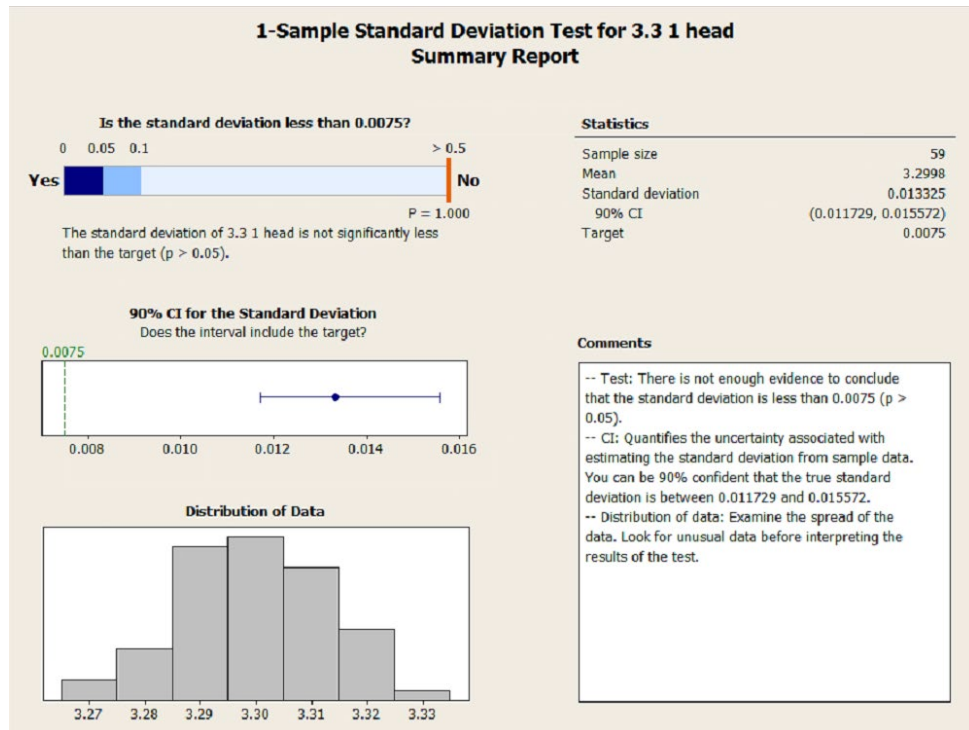 1-Sample Standard Deviation Test for 3.3 1 head
Summary Report
Is the standard deviation less than 0.0075?
0 0.05 0.1 > 0.5
Yes No
P = 1.000
The standard deviation of 3.3 1 head is not significantly less
than the target (p > 0.05).
Statistics
Sample size 59
Mean 3.2998
Standard deviation 0.013325
90% CI (0.011729, 0.015572)
Target 0.0075
90% CI for the Standard Deviation
Does the interval include the target?
0.0075
0.008 0.010 0.012 0.014 0.016
Distribution of Data
3.27 3.28 3.29 3.30 3.31 3.32 3.33
Comments
-- Test: There is not enough evidence to conclude
that the standard deviation is less than 0.0075 (p >
0.05).
-- CI: Quantifies the uncertainty associated with
estimating the standard deviation from sample data.
You can be 90% confident that the true standard
deviation is between 0.011729 and 0.015572.
-- Distribution of data: Examine the spread of the
data. Look for unusual data before interpreting the
results of the test.